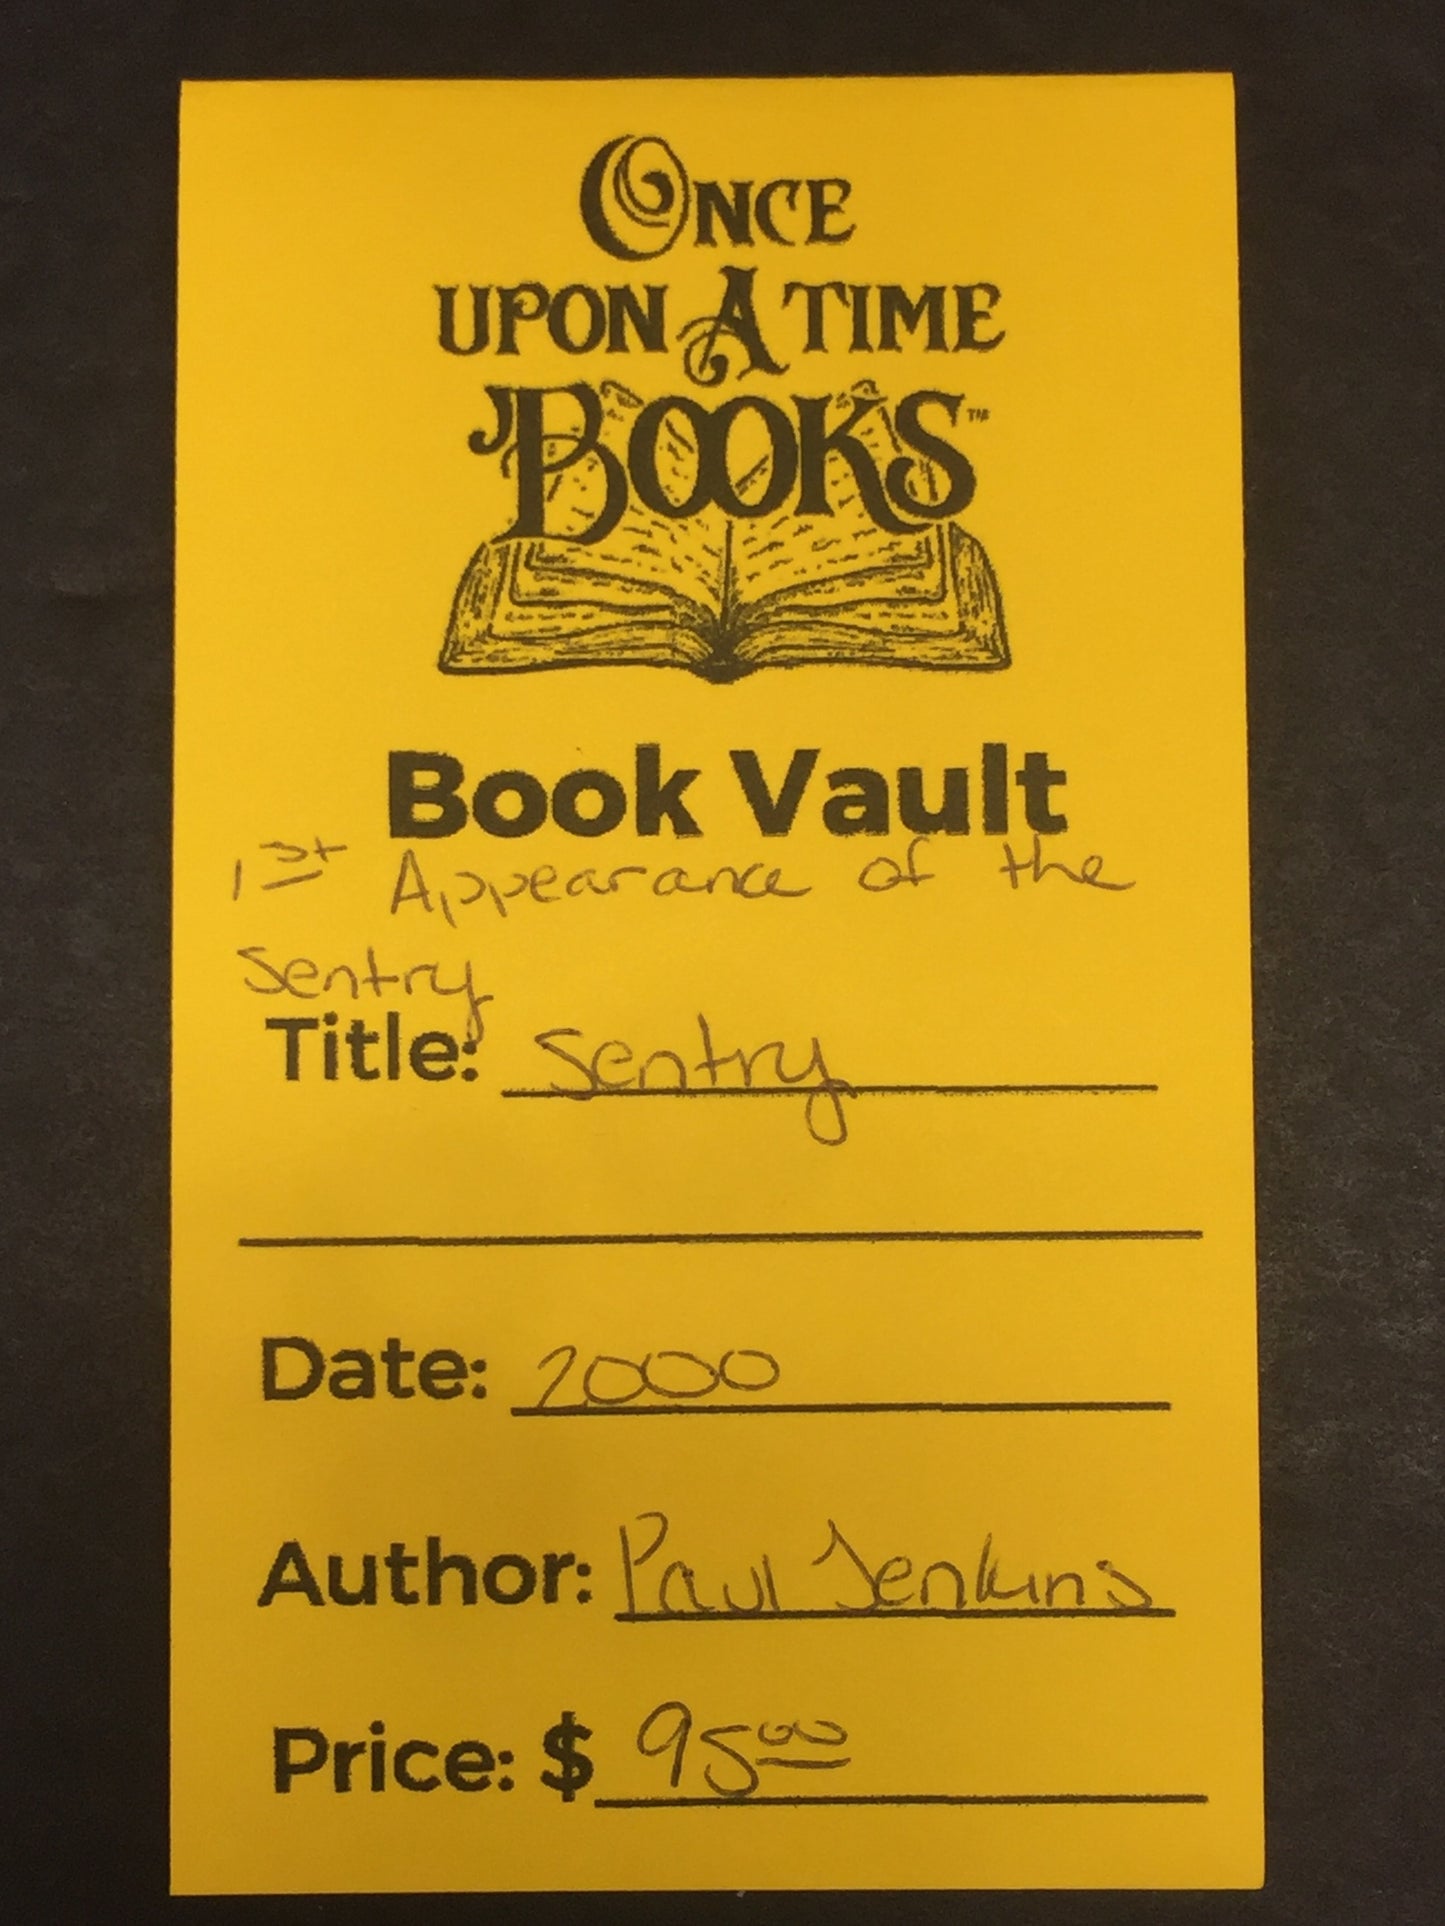 ONCE
UPON A TIME
BOOKS™
Book Vault
1st Appearance of the
Sentry
Title: Sentry
Date: 2000
Author: Paul Jenkins
Price: $ 95 00